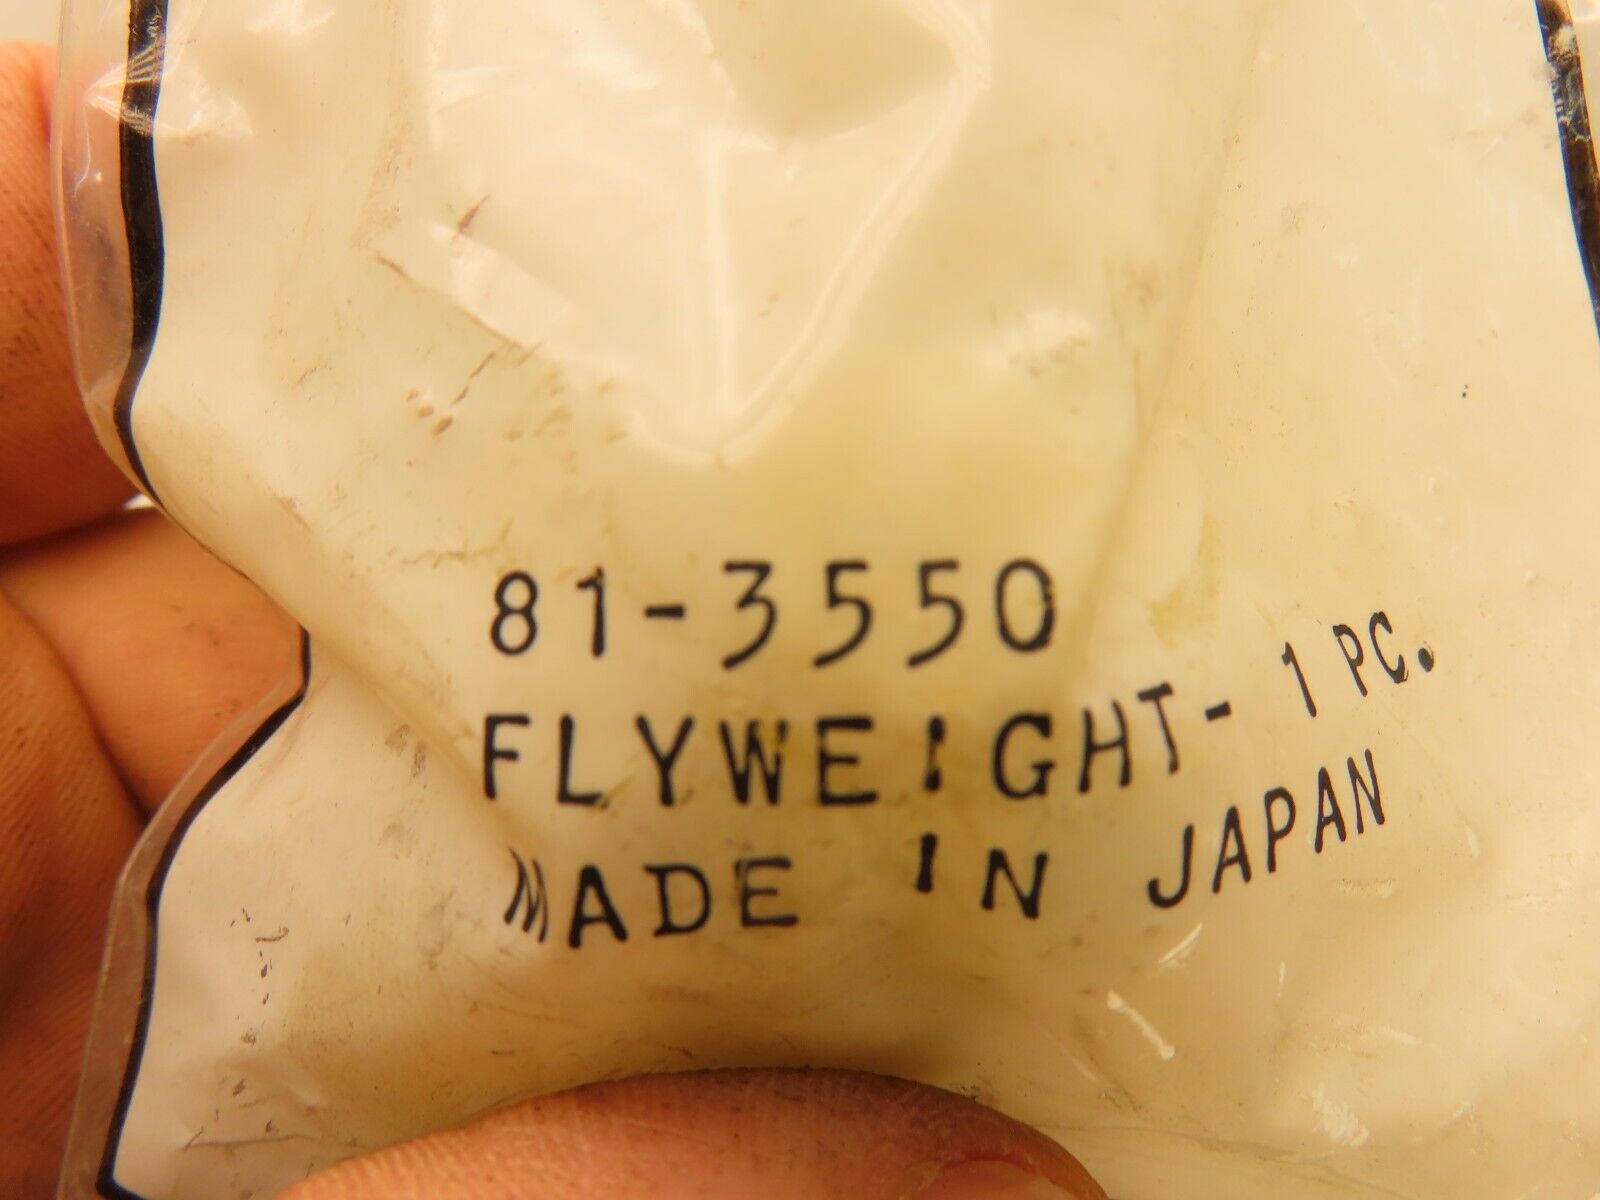 81-3550
FLYWEIGHT- 1 PC.
MADE IN JAPAN